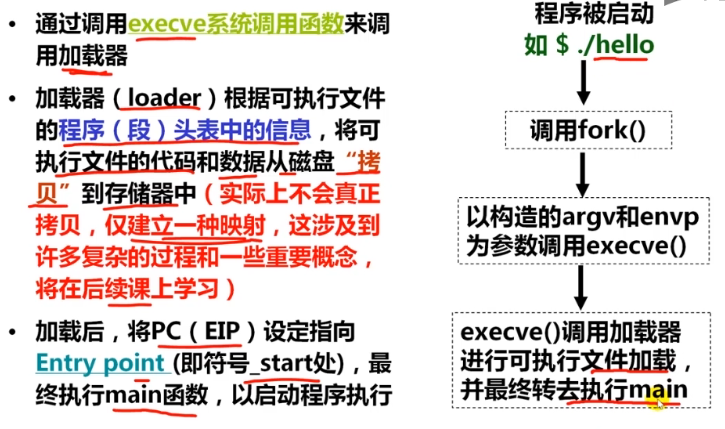 • 通过调用execve系统调用函数来调
用加载器
• 加载器（loader）根据可执行文件
的程序（段）头表中的信息，将可
执行文件的代码和数据从磁盘“拷
贝”到存储器中（实际上不会真正
拷贝，仅建立一种映射，这涉及到
许多复杂的过程和一些重要概念，
将在后续课上学习）
• 加载后，将PC（EIP）设定指向
Entry point (即符号_start处)，最
终执行main函数，以启动程序执行
程序被启动
如 $ ./hello
调用fork()
以构造的argv和envp
为参数调用execve()
execve()调用加载器
进行可执行文件加载，
并最终转去执行main